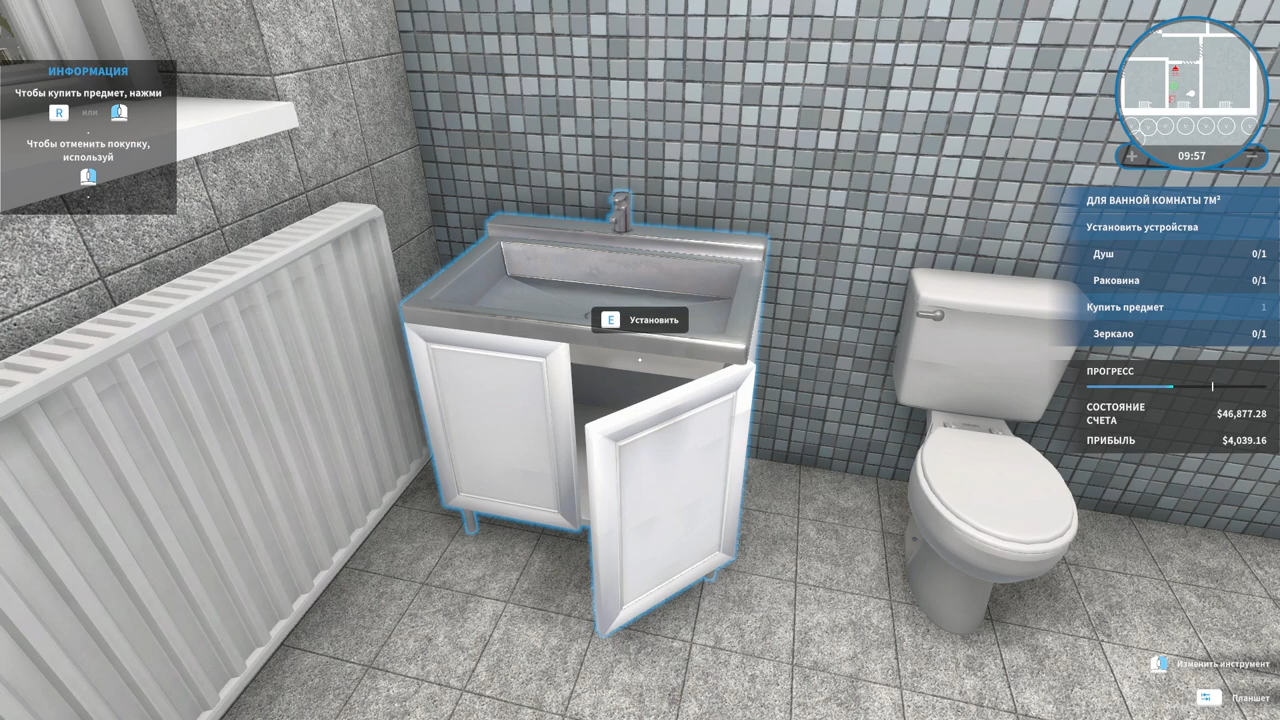 ИНФОРМАЦИЯ
Чтобы купить предмет, нажми
R или
Чтобы отменить покупку,
используй
E Установить
09:57
ДЛЯ ВАННОЙ КОМНАТЫ 7М²
Установить устройства
Душ 0/1
Раковина 0/1
Купить предмет 1
Зеркало 0/1
ПРОГРЕСС
СОСТОЯНИЕ
СЧЕТА $46,877.28
ПРИБЫЛЬ $4,039.16
Изменить инструмент
Планшет